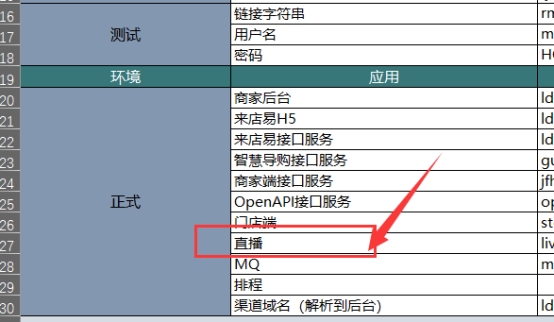 16 链接字符串 rm
测试
17 用户名 m
18 密码 HC
19 环境 应用
20 商家后台 ld
21 来店易H5 ld
22 来店易接口服务 ld
23 智慧导购接口服务 gu
24 商家端接口服务 jfh
正式
25 OpenAPI接口服务 op
26 门店端 st
27 直播 liv
28 MQ m
29 排程
30 渠道域名（解析到后台） ld